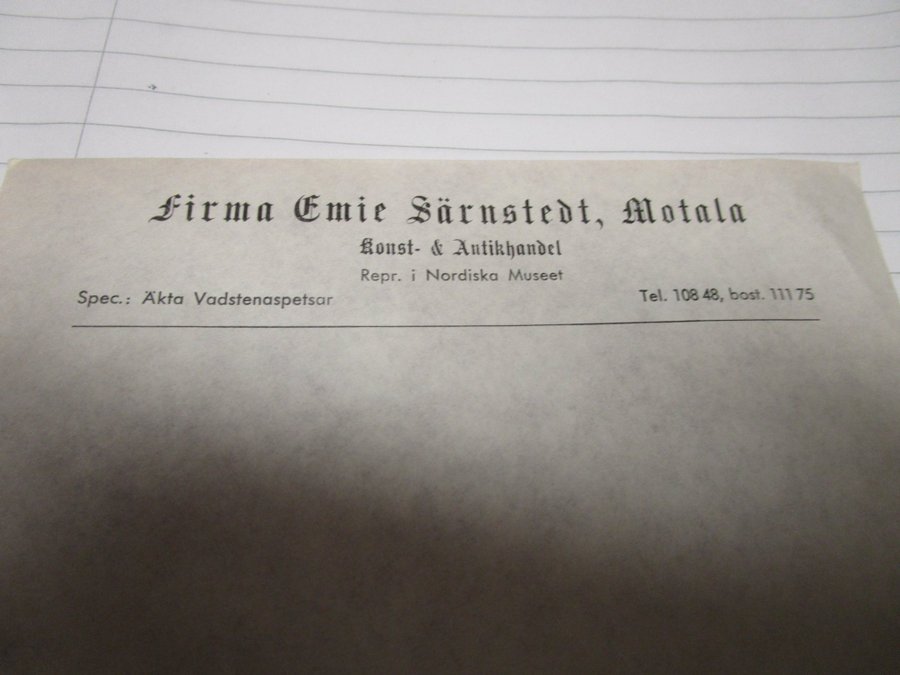 Firma Emie Särnstedt, Motala
Konst- & Antikhandel
Repr. i Nordiska Museet
Spec.: Äkta Vadstenaspetsar Tel. 108 48, bost. 111 75